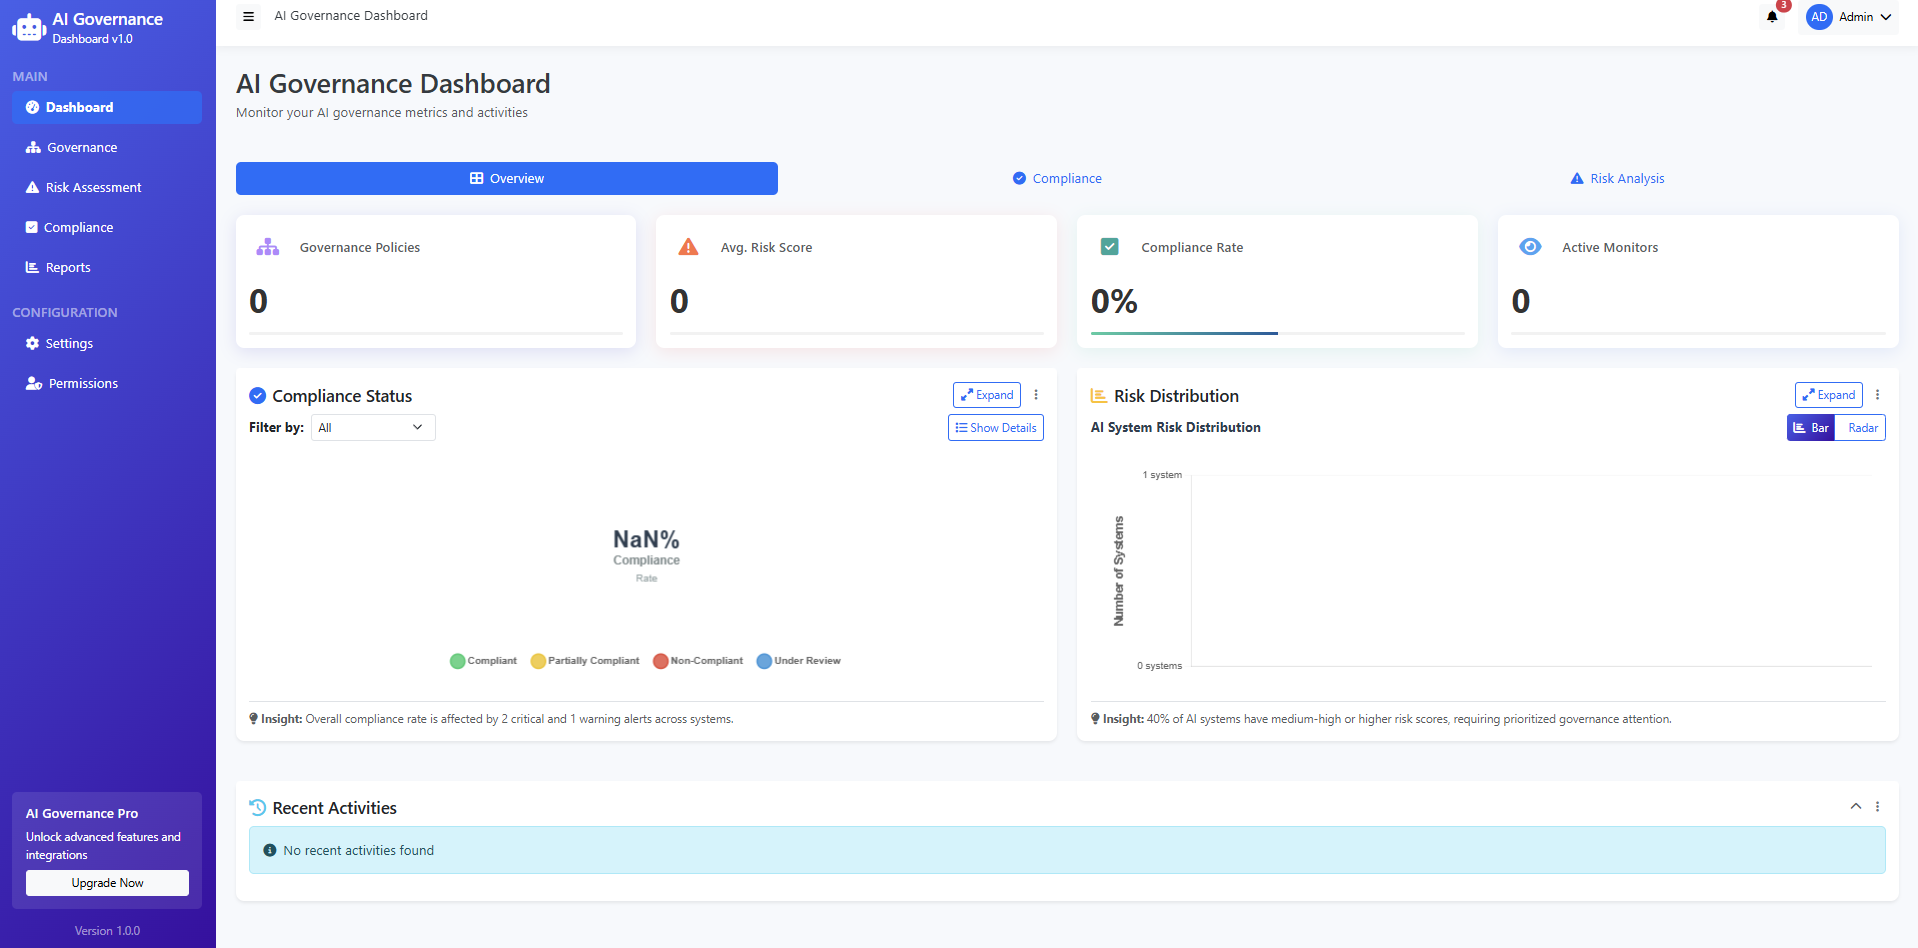 AI Governance
Dashboard v1.0
MAIN
Dashboard
Governance
Risk Assessment
Compliance
Reports
CONFIGURATION
Settings
Permissions
AI Governance Pro
Unlock advanced features and
integrations
Upgrade Now
Version 1.0.0
AI Governance Dashboard
3
AD Admin
AI Governance Dashboard
Monitor your AI governance metrics and activities
Overview
Compliance
Risk Analysis
Governance Policies
0
Avg. Risk Score
0
Compliance Rate
0%
Active Monitors
0
Compliance Status
Expand
Filter by: All
Show Details
NaN%
Compliance
Rate
Compliant Partially Compliant Non-Compliant Under Review
Insight: Overall compliance rate is affected by 2 critical and 1 warning alerts across systems.
Risk Distribution
Expand
AI System Risk Distribution
Bar Radar
1 system
Number of Systems
0 systems
Insight: 40% of AI systems have medium-high or higher risk scores, requiring prioritized governance attention.
Recent Activities
No recent activities found